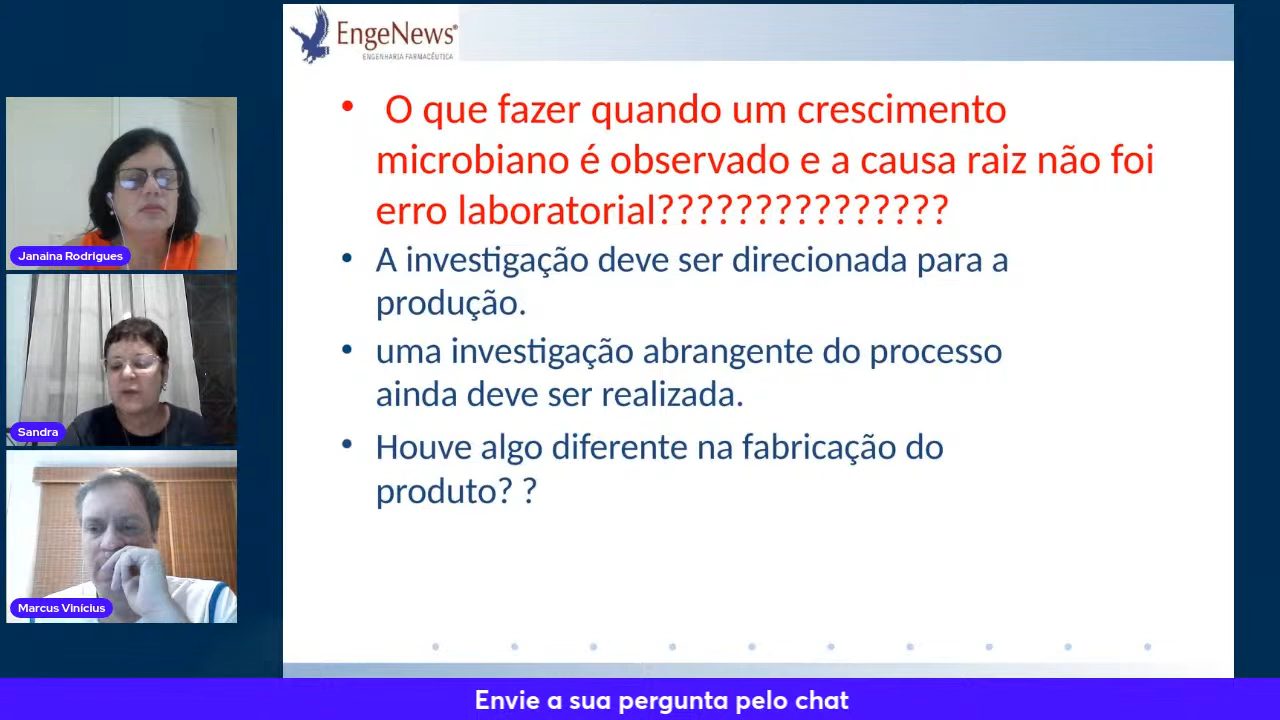 EngeNews®
ENGENHARIA FARMACÊUTICA
• O que fazer quando um crescimento
microbiano é observado e a causa raiz não foi
erro laboratorial???????????????
• A investigação deve ser direcionada para a
produção.
• uma investigação abrangente do processo
ainda deve ser realizada.
• Houve algo diferente na fabricação do
produto? ?
Janaina Rodrigues
Sandra
Marcus Vinícius
Envie a sua pergunta pelo chat